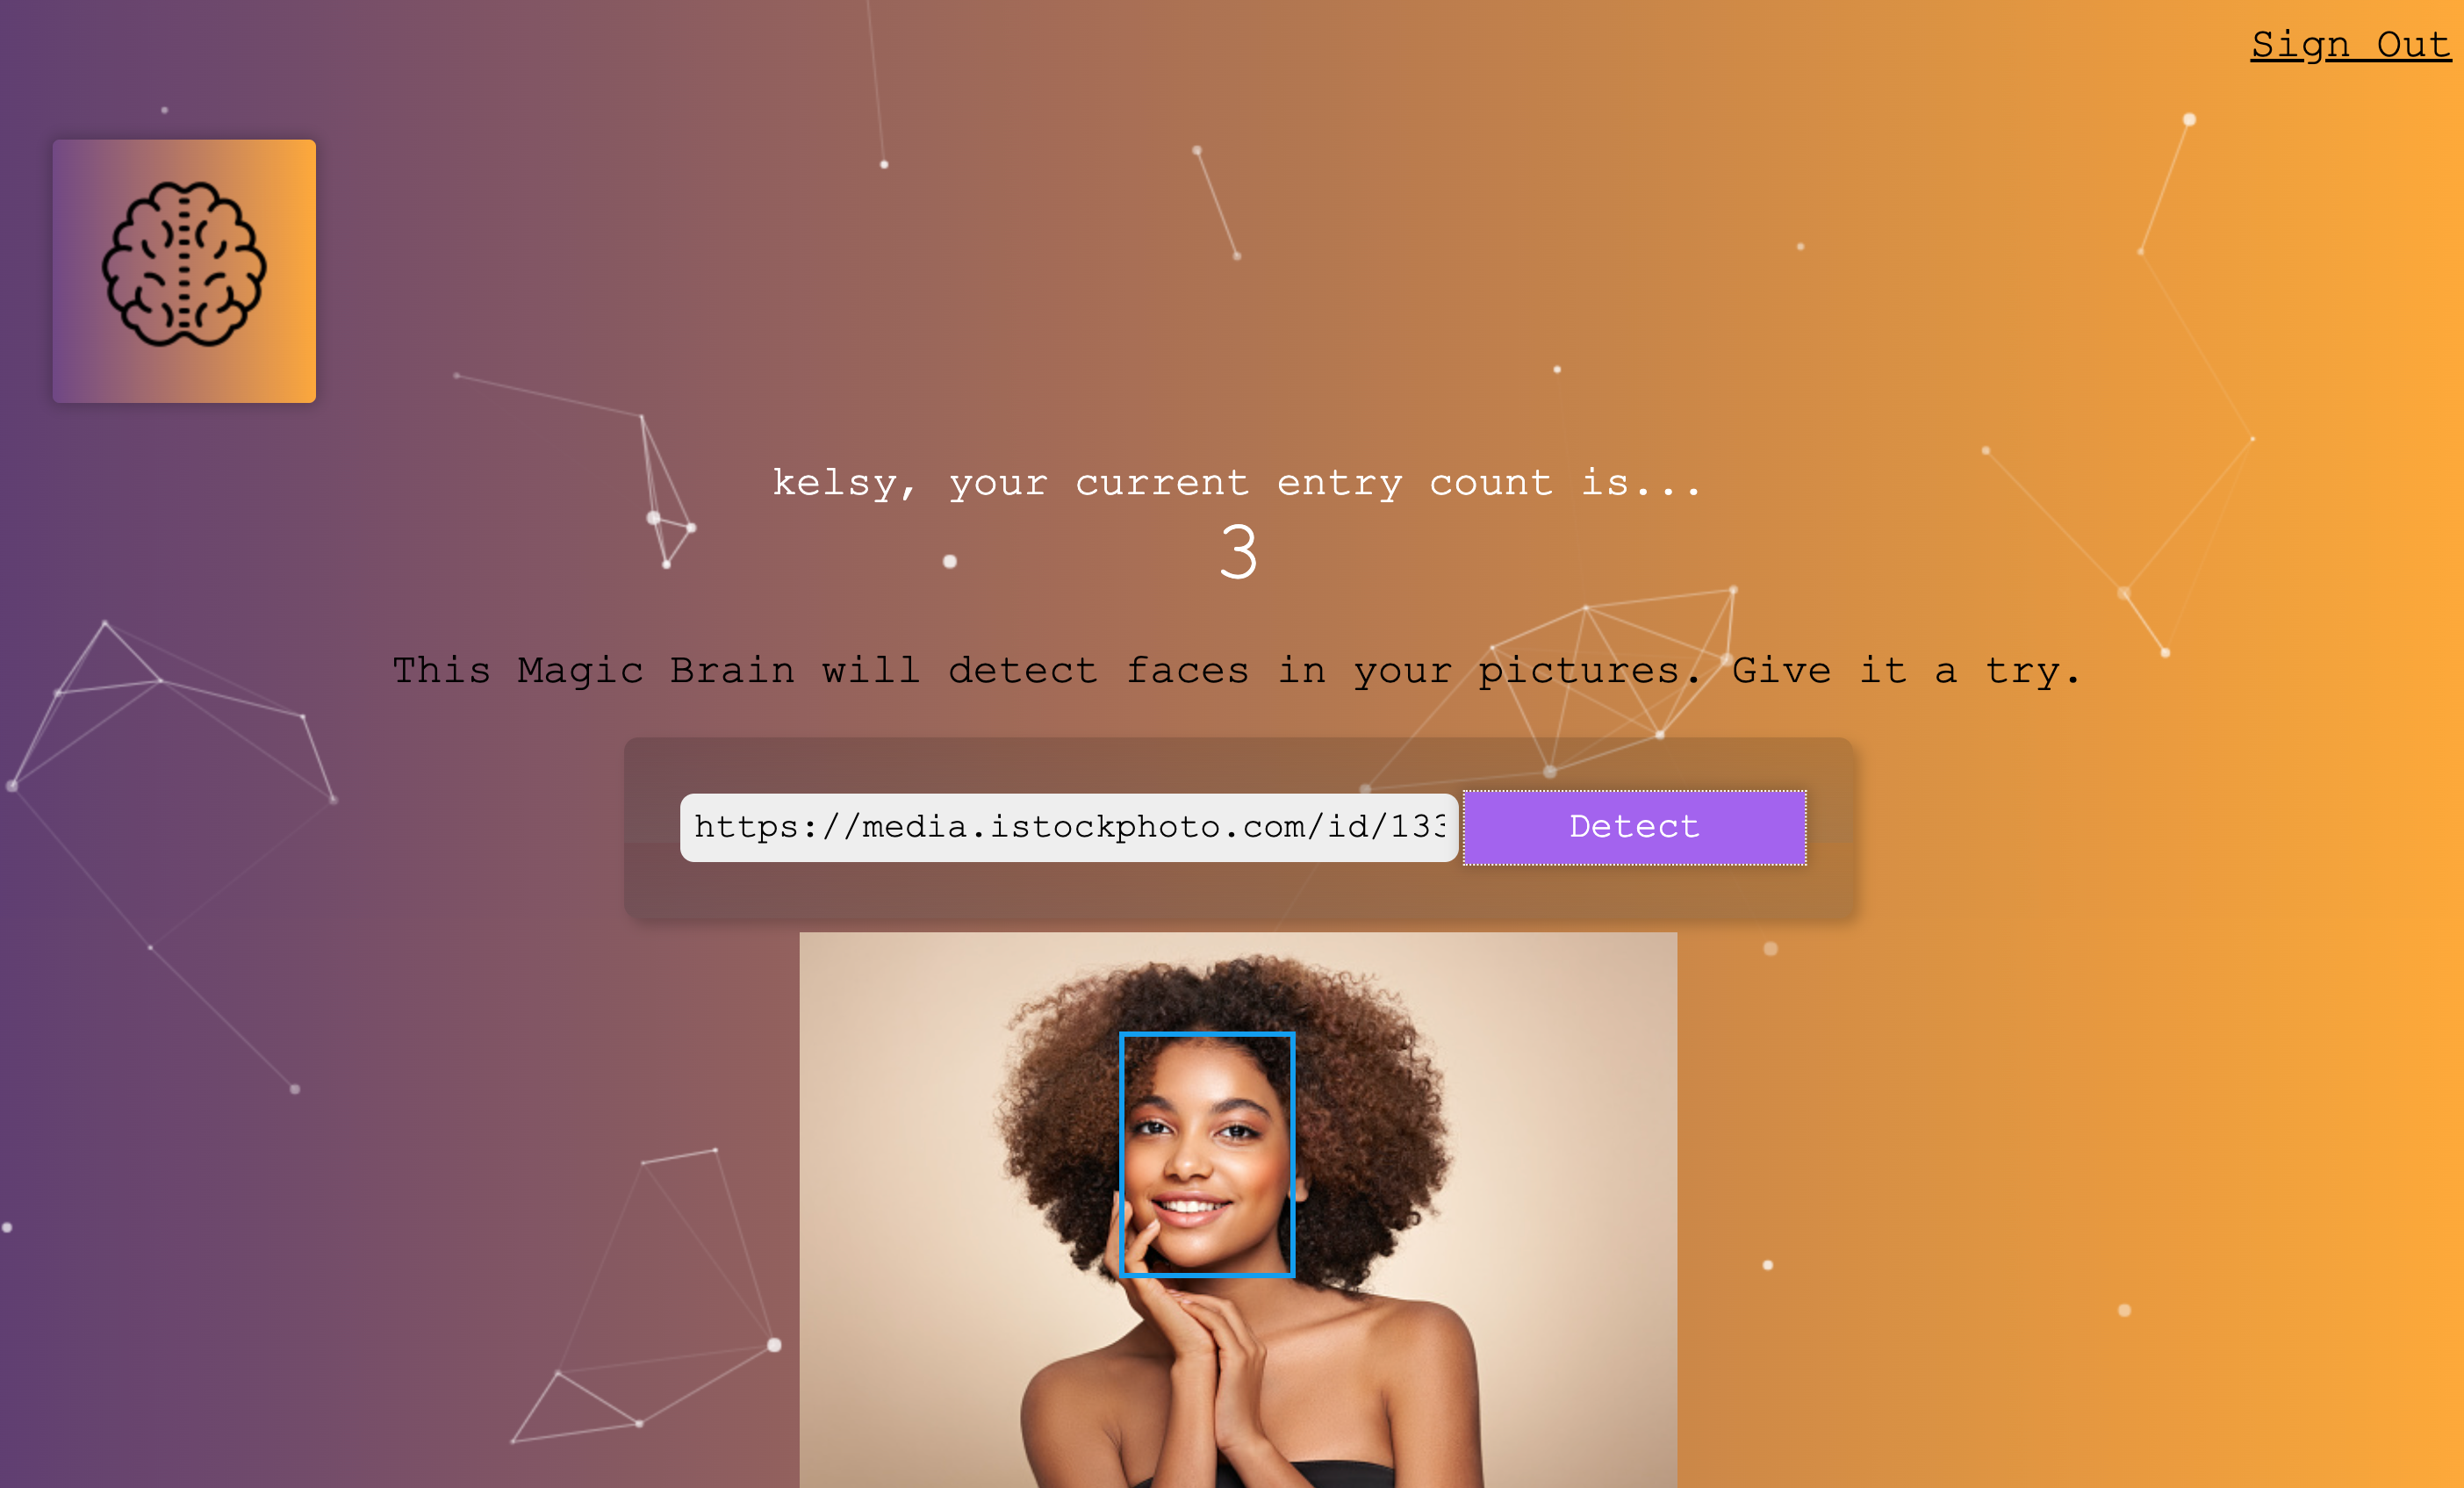 Sign Out
kelsy, your current entry count is...
3
This Magic Brain will detect faces in your pictures. Give it a try.
https://media.istockphoto.com/id/133
Detect